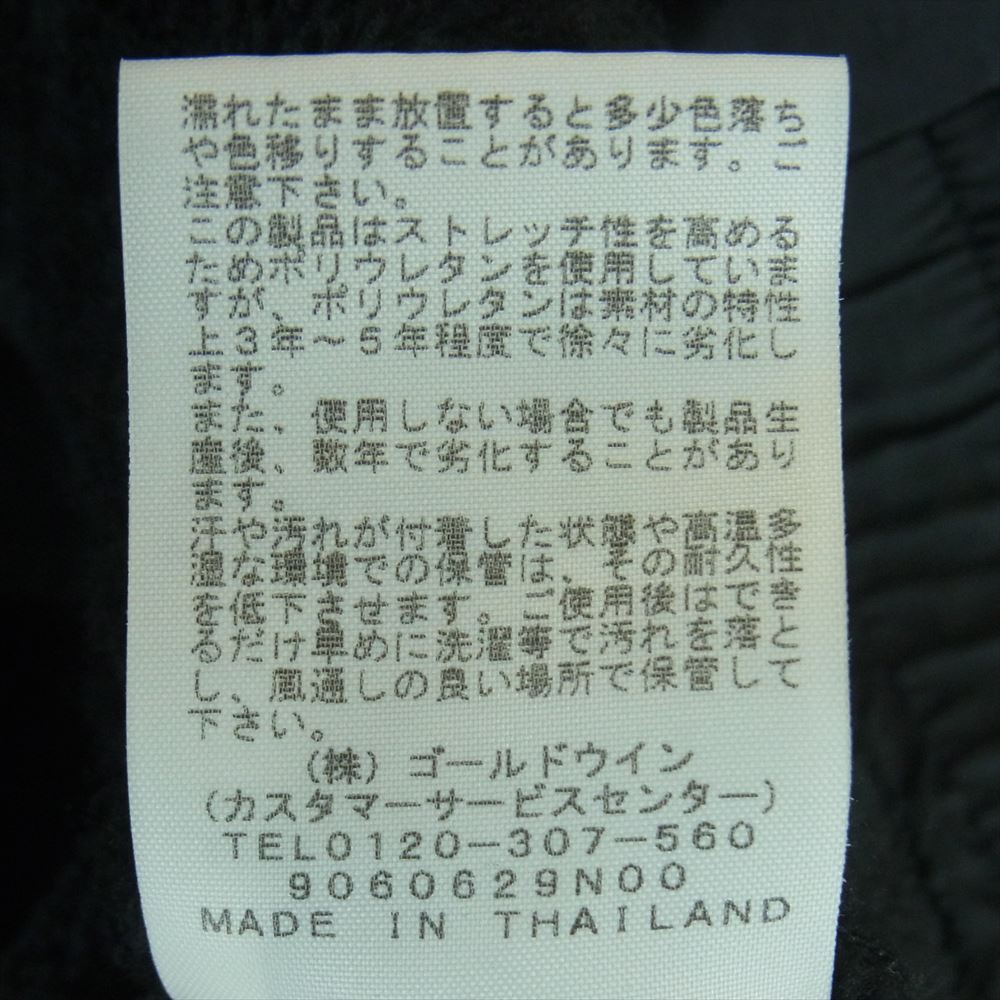 濡れたまま放置すると多少色落ち
や色移りすることがあります。ご
注意下さい。
この製品はストレッチ性を高める
ためポリウレタンを使用していま
すが、ポリウレタンは素材の特性
上３年～５年程度で徐々に劣化し
ます。
また、使用しない場合でも製品生
産後、数年で劣化することがあり
ます。
汗や汚れが付着した状態や高温多
湿な環境での保管は、その耐久性
を低下させます。ご使用後はでき
るだけ早めに洗濯等で汚れを落と
し、風通しの良い場所で保管して
下さい。
（株）ゴールドウイン
（カスタマーサービスセンター）
TEL0120-307-560
9060629N00
MADE IN THAILAND